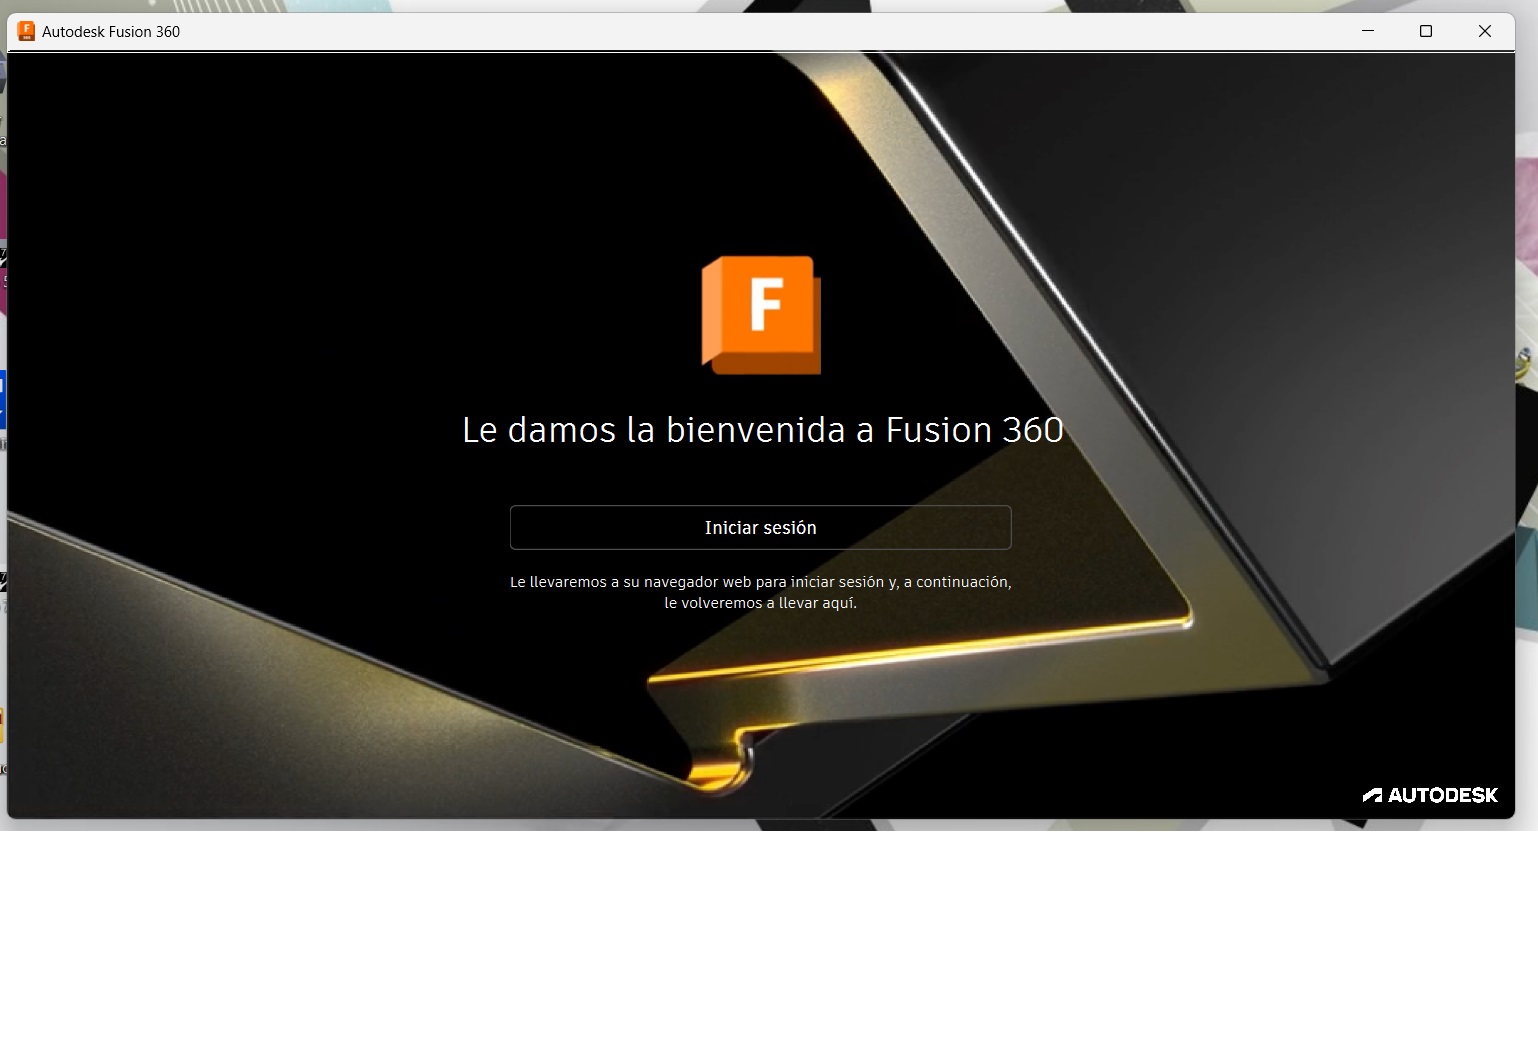 Autodesk Fusion 360
F
Le damos la bienvenida a Fusion 360
Iniciar sesión
Le llevaremos a su navegador web para iniciar sesión y, a continuación,
le volveremos a llevar aquí.
AUTODESK